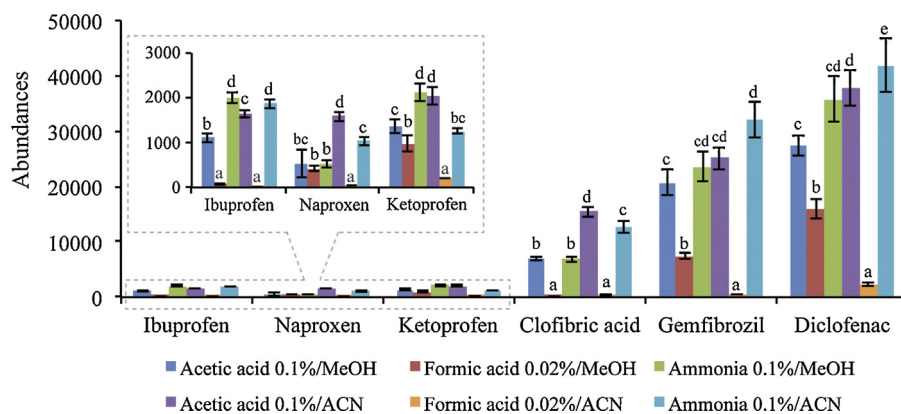 50000
40000
30000
20000
10000
0
Abundances
3000
2000
1000
0
b a d c a d
bc b b d a c
c b d d a bc
Ibuprofen Naproxen Ketoprofen
b a b d a c
c b cd cd a d
c b cd d a e
Ibuprofen Naproxen Ketoprofen Clofibric acid Gemfibrozil Diclofenac
Acetic acid 0.1%/MeOH Formic acid 0.02%/MeOH Ammonia 0.1%/MeOH
Acetic acid 0.1%/ACN Formic acid 0.02%/ACN Ammonia 0.1%/ACN